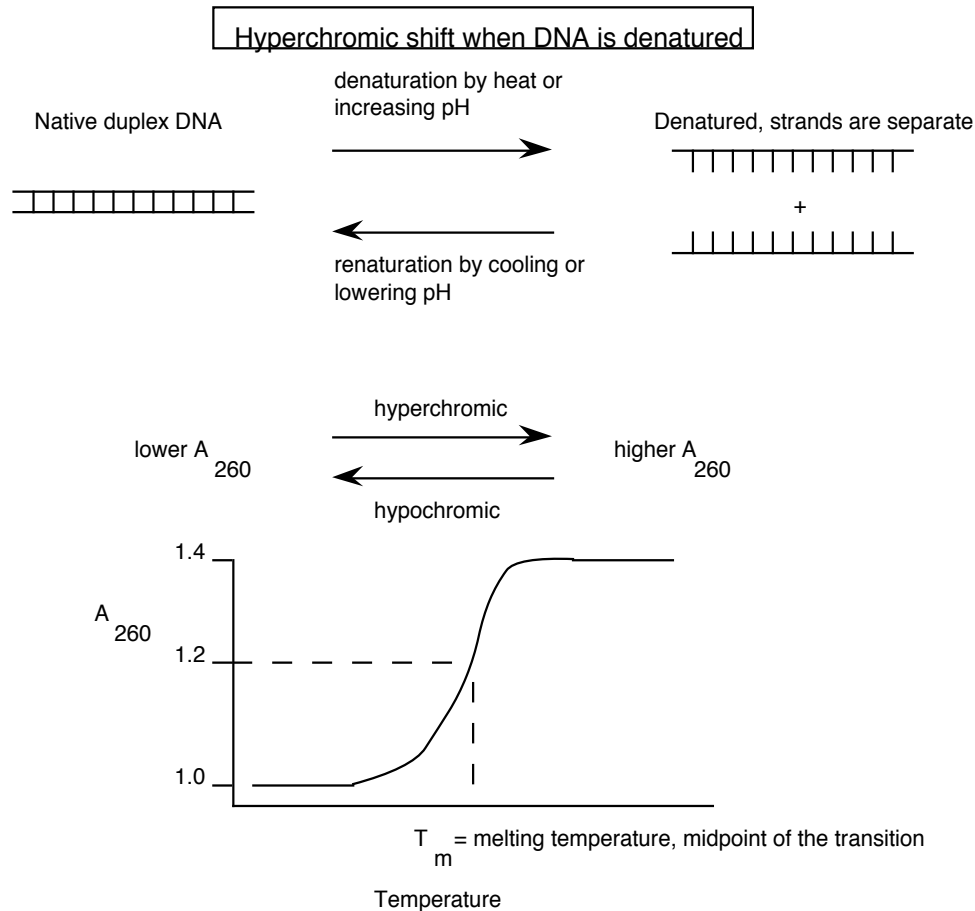 Hyperchromic shift when DNA is denatured
denaturation by heat or
increasing pH
Native duplex DNA
Denatured, strands are separate
+
renaturation by cooling or
lowering pH
hyperchromic
lower A 260
higher A 260
hypochromic
1.4
A 260
1.2
1.0
T m = melting temperature, midpoint of the transition
Temperature